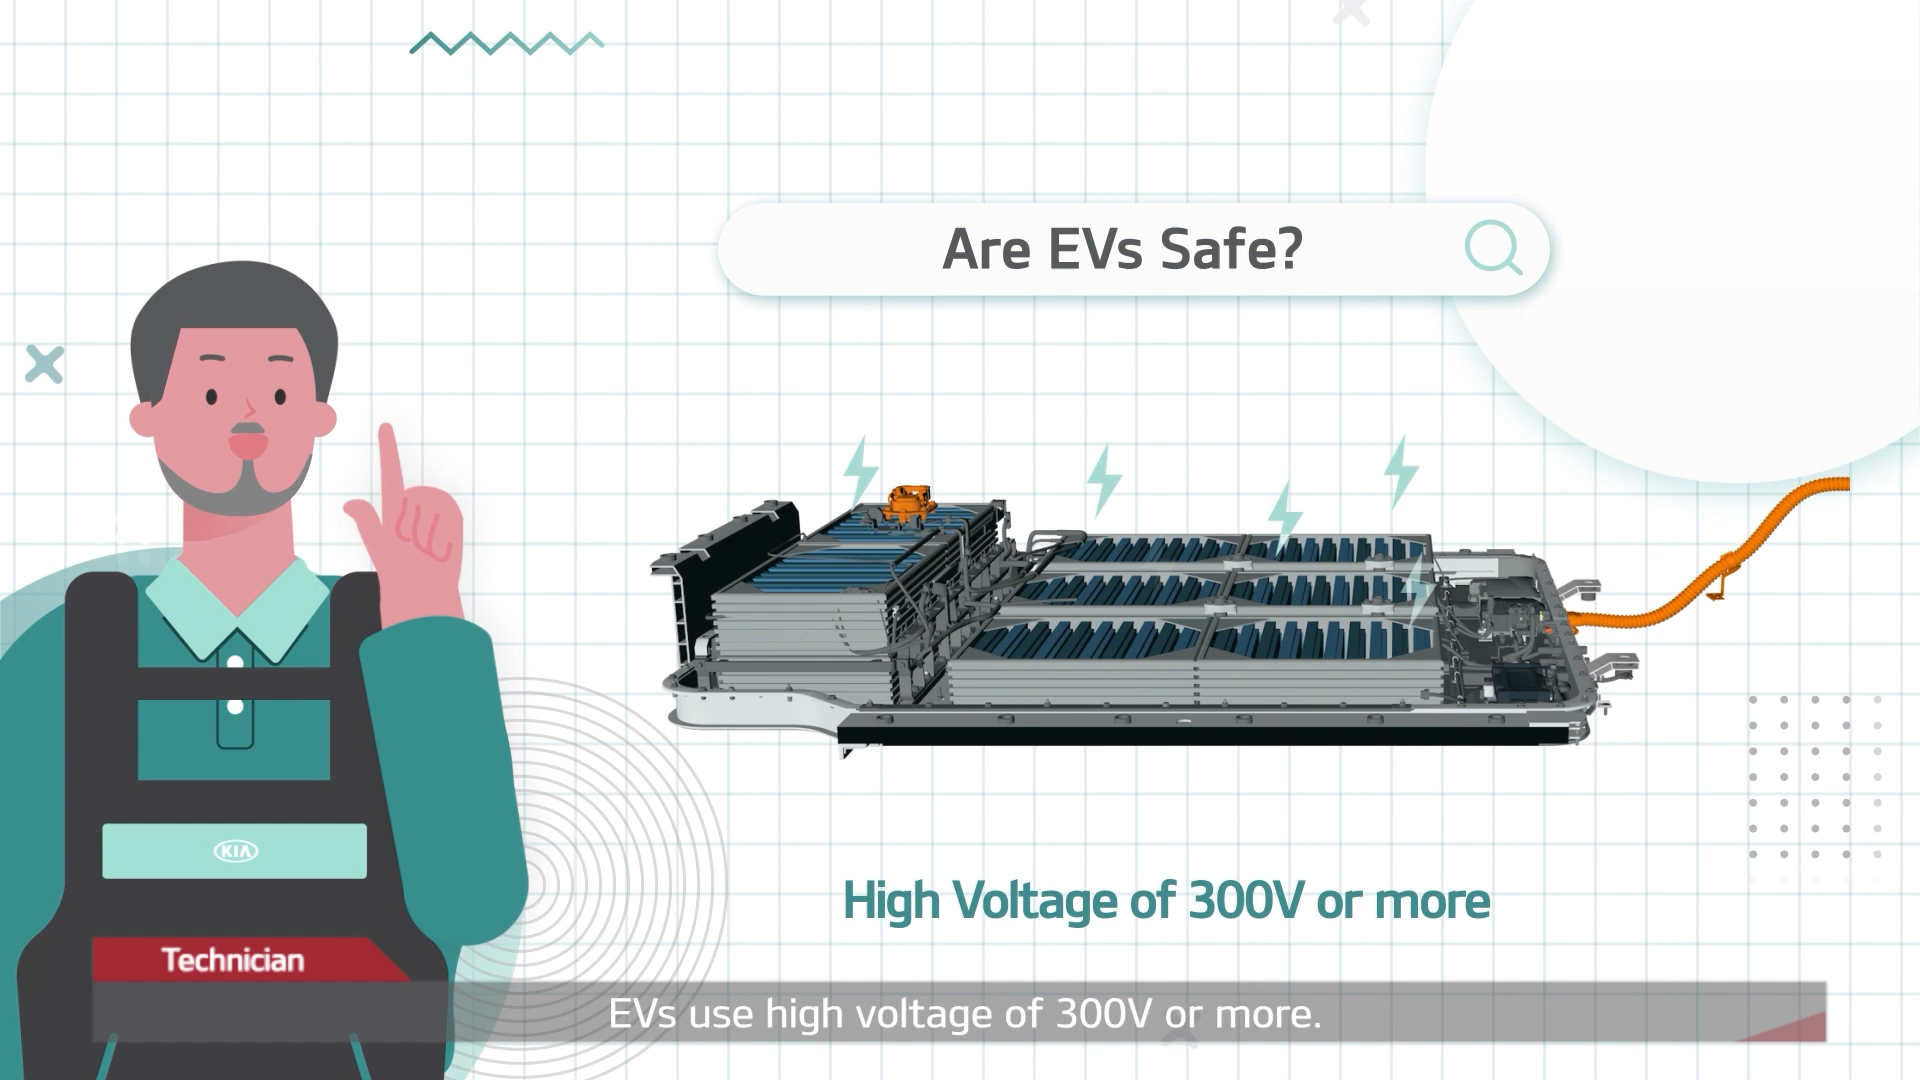 Are EVs Safe?
KIA
High Voltage of 300V or more
Technician
EVs use high voltage of 300V or more.